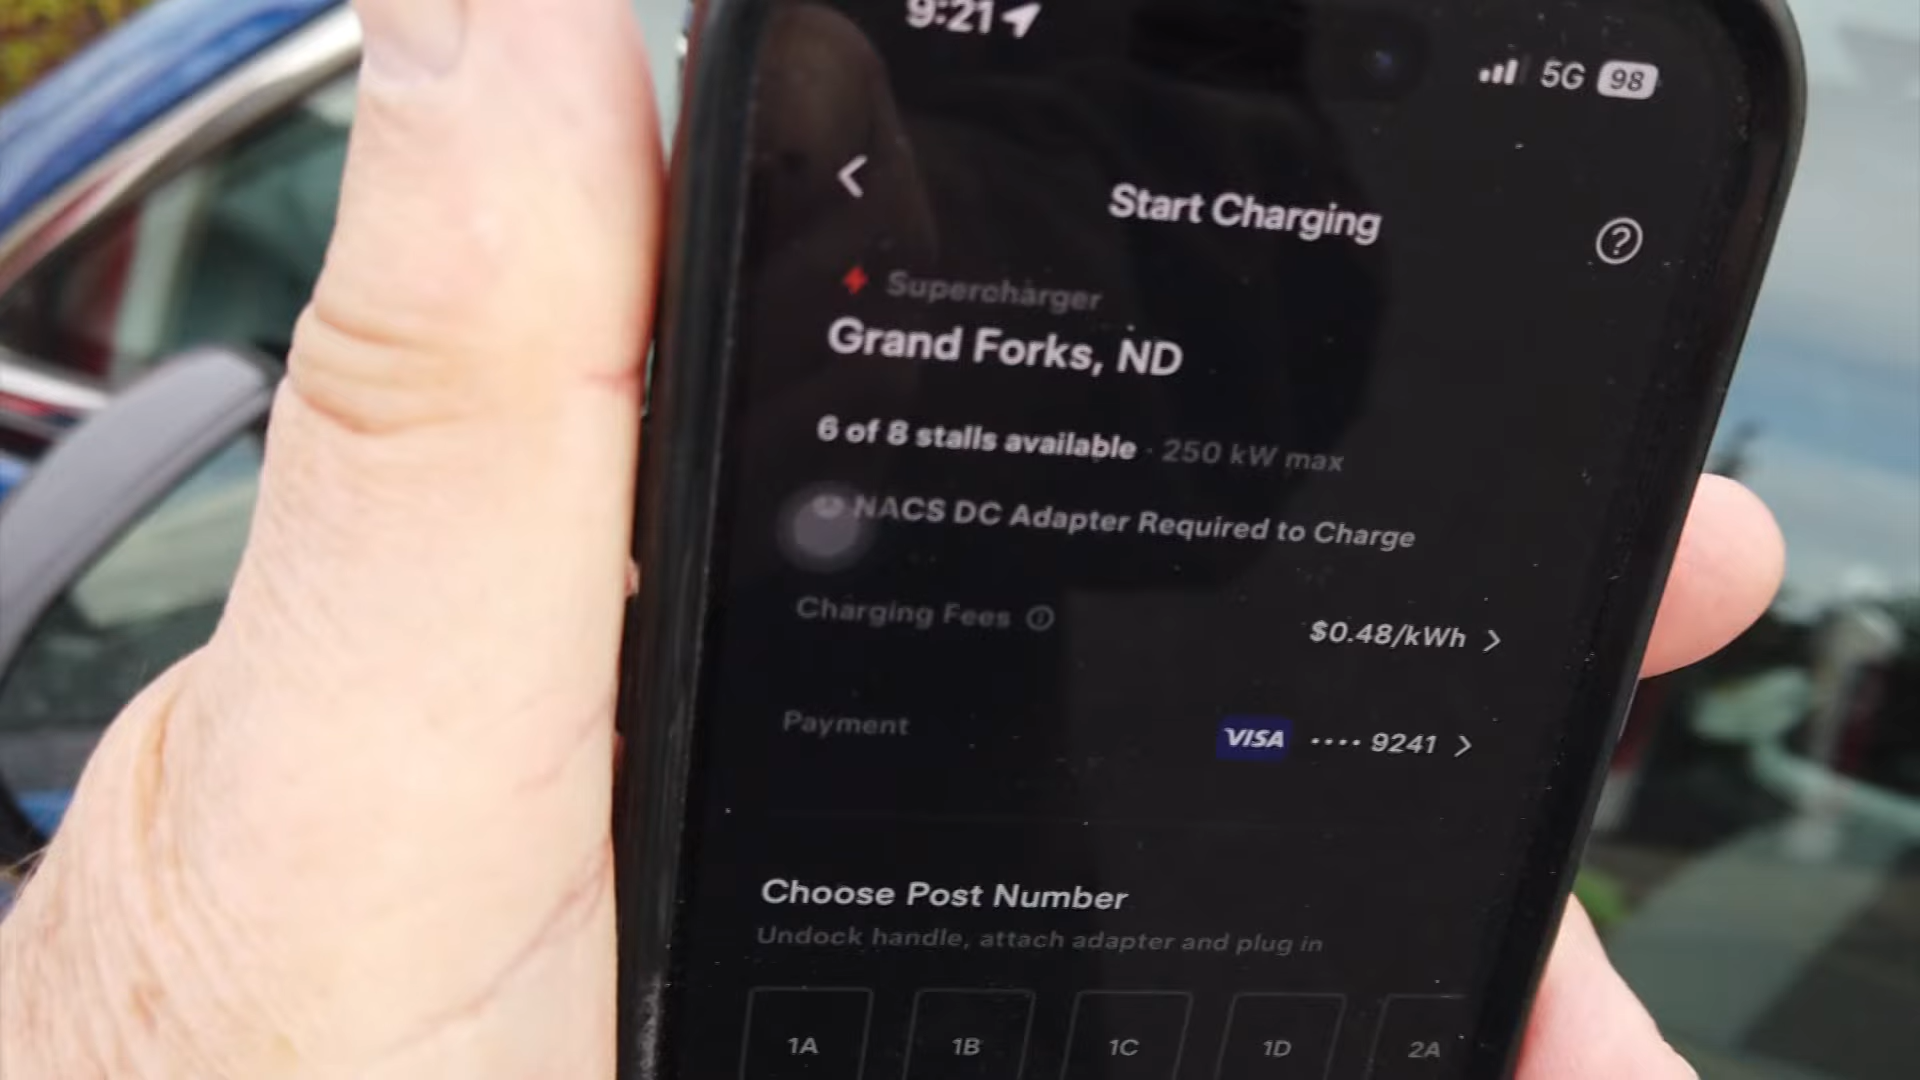 9:21
5G 98
Start Charging
Supercharger
Grand Forks, ND
6 of 8 stalls available · 250 kW max
NACS DC Adapter Required to Charge
Charging Fees
$0.48/kWh
Payment
VISA •••• 9241
Choose Post Number
Undock handle, attach adapter and plug in
1A 1B 1C 1D 2A